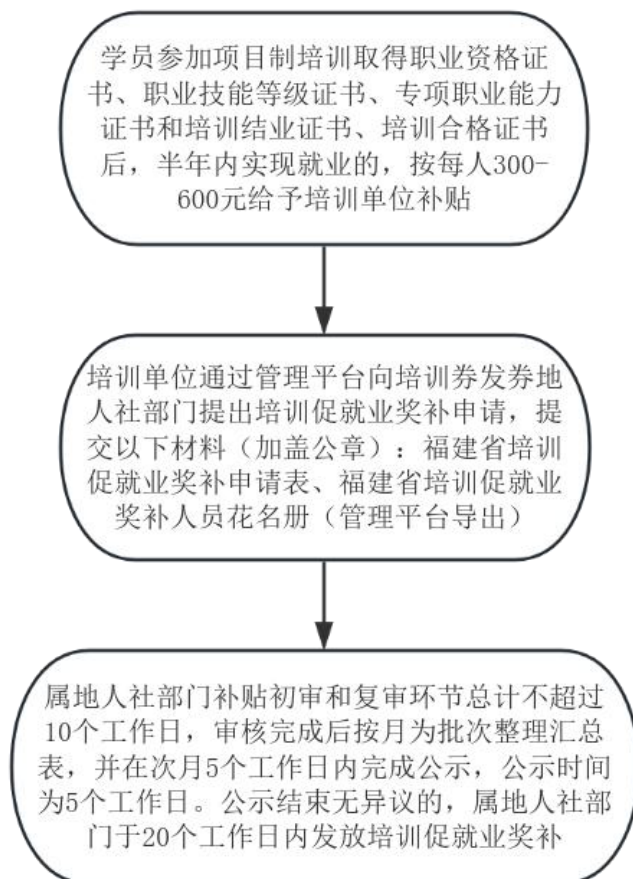 学员参加项目制培训取得职业资格证
书、职业技能等级证书、专项职业能力
证书和培训结业证书、培训合格证书
后，半年内实现就业的，按每人300-
600元给予培训单位补贴
培训单位通过管理平台向培训券发券地
人社部门提出培训促就业奖补申请，提
交以下材料（加盖公章）：福建省培训
促就业奖补申请表、福建省培训促就业
奖补人员花名册（管理平台导出）
属地人社部门补贴初审和复审环节总计不超过
10个工作日，审核完成后按月为批次整理汇总
表，并在次月5个工作日内完成公示，公示时间
为5个工作日。公示结束无异议的，属地人社部
门于20个工作日内发放培训促就业奖补